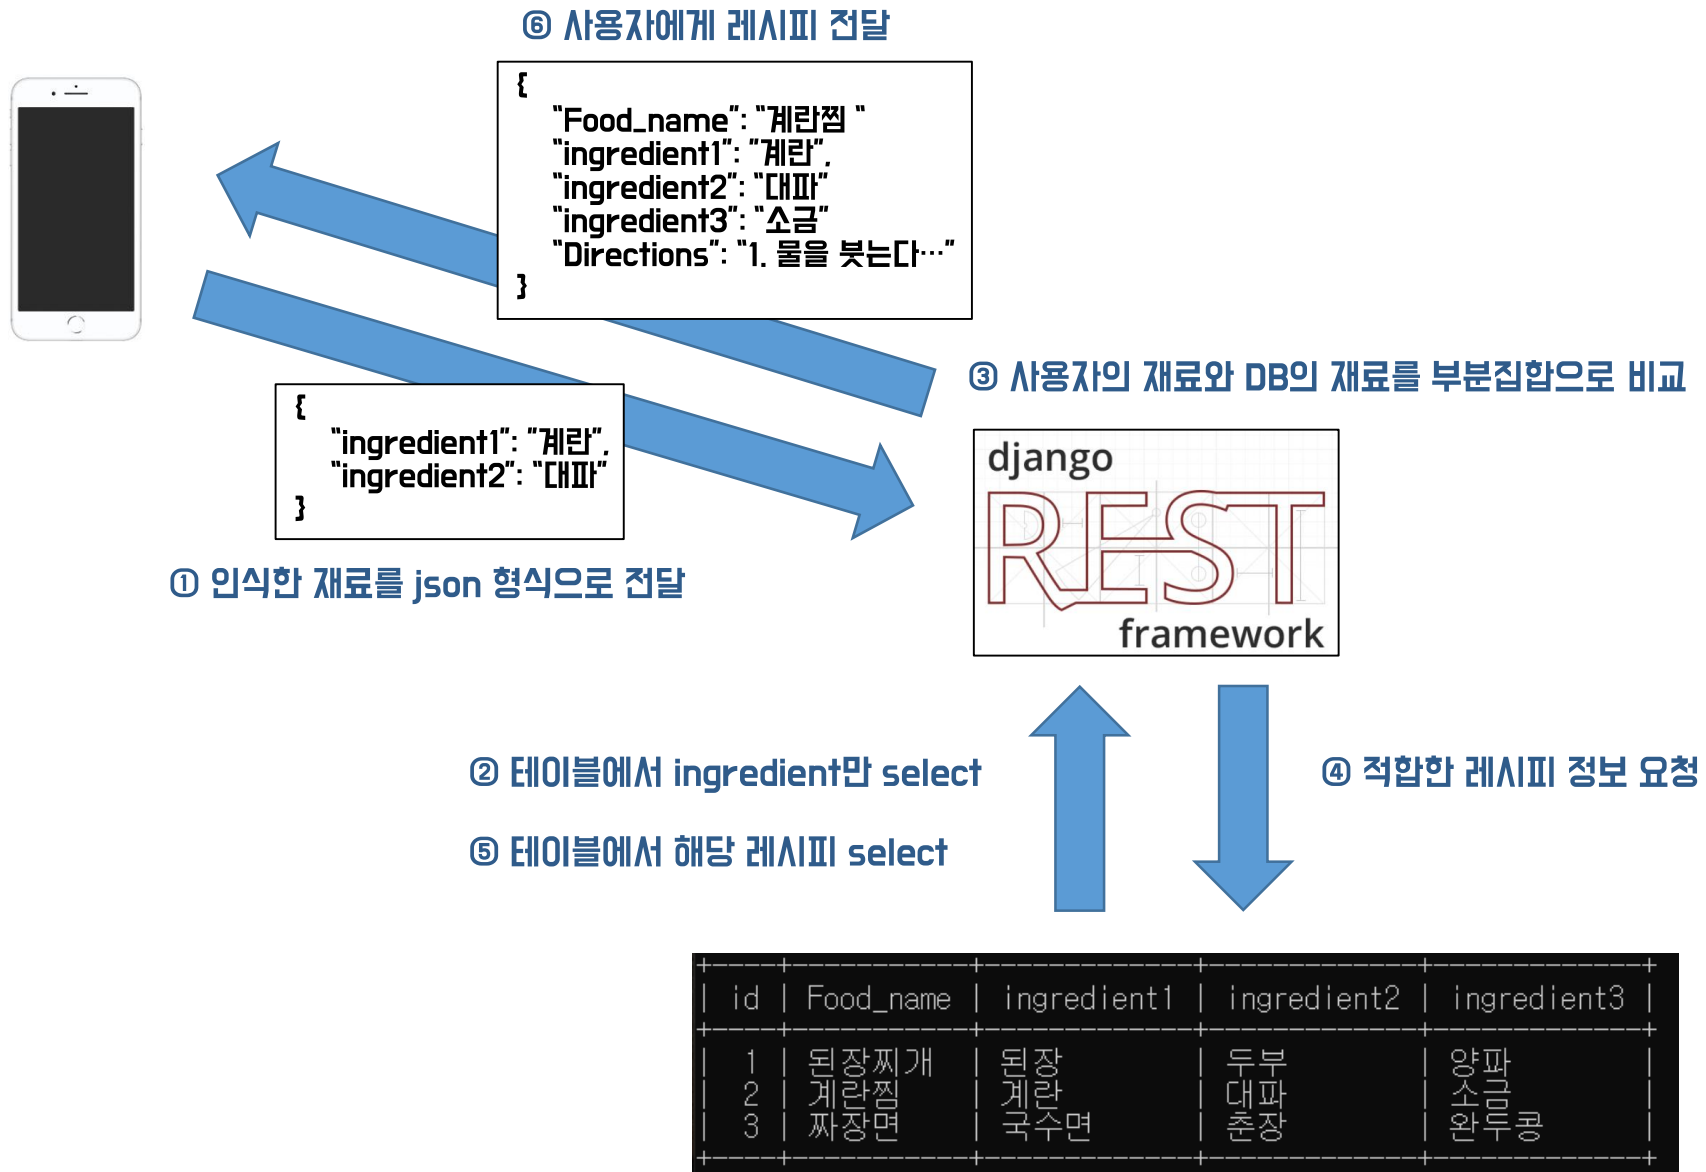 ⑥ 사용자에게 레시피 전달
{
"Food_name": "계란찜 "
"ingredient1": "계란",
"ingredient2": "대파"
"ingredient3": "소금"
"Directions": "1. 물을 붓는다…"
}
{
"ingredient1": "계란",
"ingredient2": "대파"
}
① 인식한 재료를 json 형식으로 전달
③ 사용자의 재료와 DB의 재료를 부분집합으로 비교
django
REST
framework
② 테이블에서 ingredient만 select
④ 적합한 레시피 정보 요청
⑤ 테이블에서 해당 레시피 select
+----+-----------+-------------+-------------+-------------+
| id | Food_name | ingredient1 | ingredient2 | ingredient3 |
+----+-----------+-------------+-------------+-------------+
| 1 | 된장찌개 | 된장 | 두부 | 양파 |
| 2 | 계란찜 | 계란 | 대파 | 소금 |
| 3 | 짜장면 | 국수면 | 춘장 | 완두콩 |
+----+-----------+-------------+-------------+-------------+